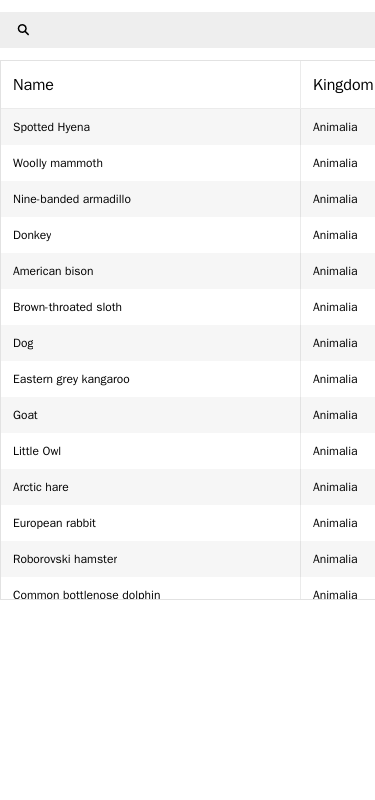 Name Kingdom
Spotted Hyena Animalia
Woolly mammoth Animalia
Nine-banded armadillo Animalia
Donkey Animalia
American bison Animalia
Brown-throated sloth Animalia
Dog Animalia
Eastern grey kangaroo Animalia
Goat Animalia
Little Owl Animalia
Arctic hare Animalia
European rabbit Animalia
Roborovski hamster Animalia
Common bottlenose dolphin Animalia